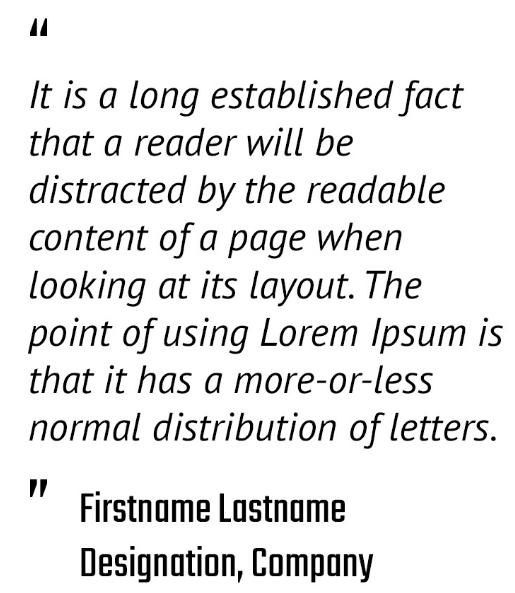 “
It is a long established fact
that a reader will be
distracted by the readable
content of a page when
looking at its layout. The
point of using Lorem Ipsum is
that it has a more-or-less
normal distribution of letters.
”
Firstname Lastname
Designation, Company